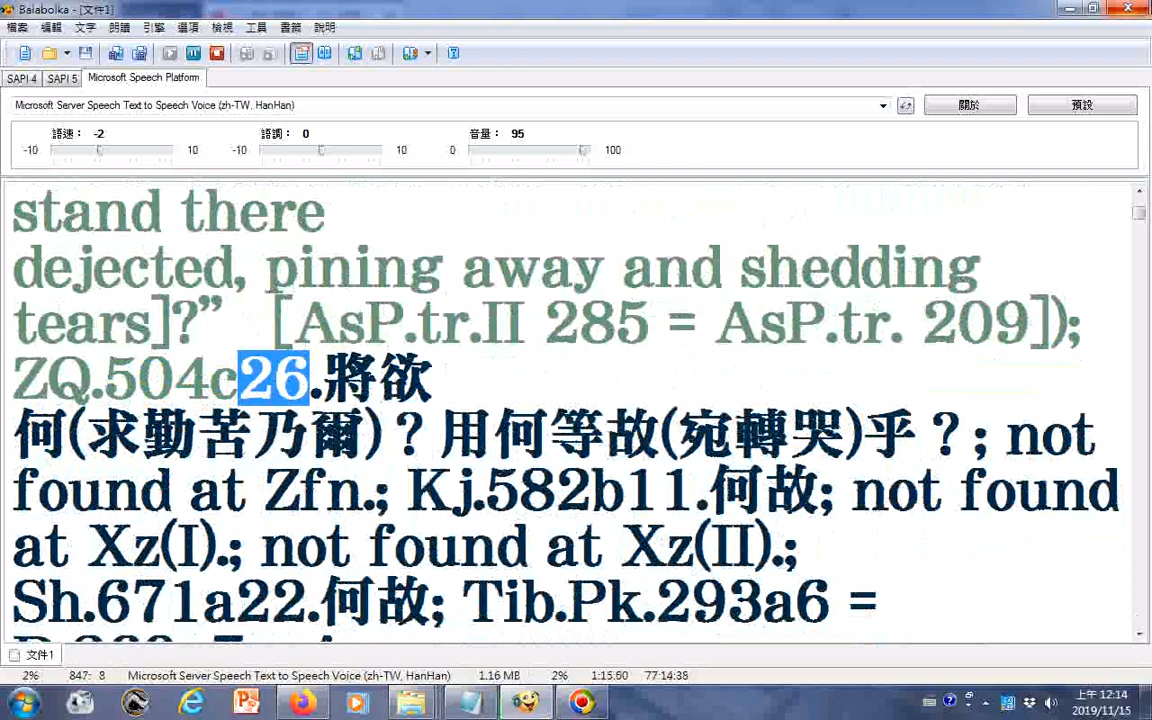 Balabolka - [文件1]
檔案 編輯 文字 朗讀 引擎 選項 檢視 工具 書籤 說明
SAPI 4 SAPI 5 Microsoft Speech Platform
Microsoft Server Speech Text to Speech Voice (zh-TW, HanHan) 關於 預設
語速： -2 語調： 0 音量： 95
-10 10 -10 10 0 100
stand there
dejected, pining away and shedding
tears]?” [AsP.tr.II 285 = AsP.tr. 209]);
ZQ.504c26.將欲
何(求勤苦乃爾)？用何等故(宛轉哭)乎？; not
found at Zfn.; Kj.582b11.何故; not found
at Xz(I).; not found at Xz(II).;
Sh.671a22.何故; Tib.Pk.293a6 =
文件1
2% 847: 8 Microsoft Server Speech Text to Speech Voice (zh-TW, HanHan) 1.16 MB 2% 1:15:50 77:14:38
上午 12:14
2019/11/15